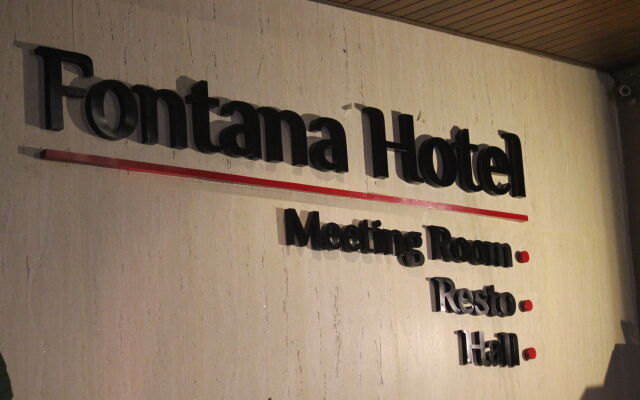 Fontana Hotel
Meeting Room
Resto
Hall